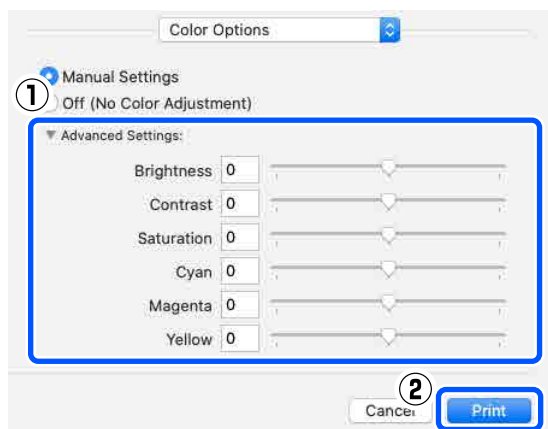 Color Options
Manual Settings
①
Off (No Color Adjustment)
Advanced Settings:
Brightness 0
Contrast 0
Saturation 0
Cyan 0
Magenta 0
Yellow 0
②
Cancel Print